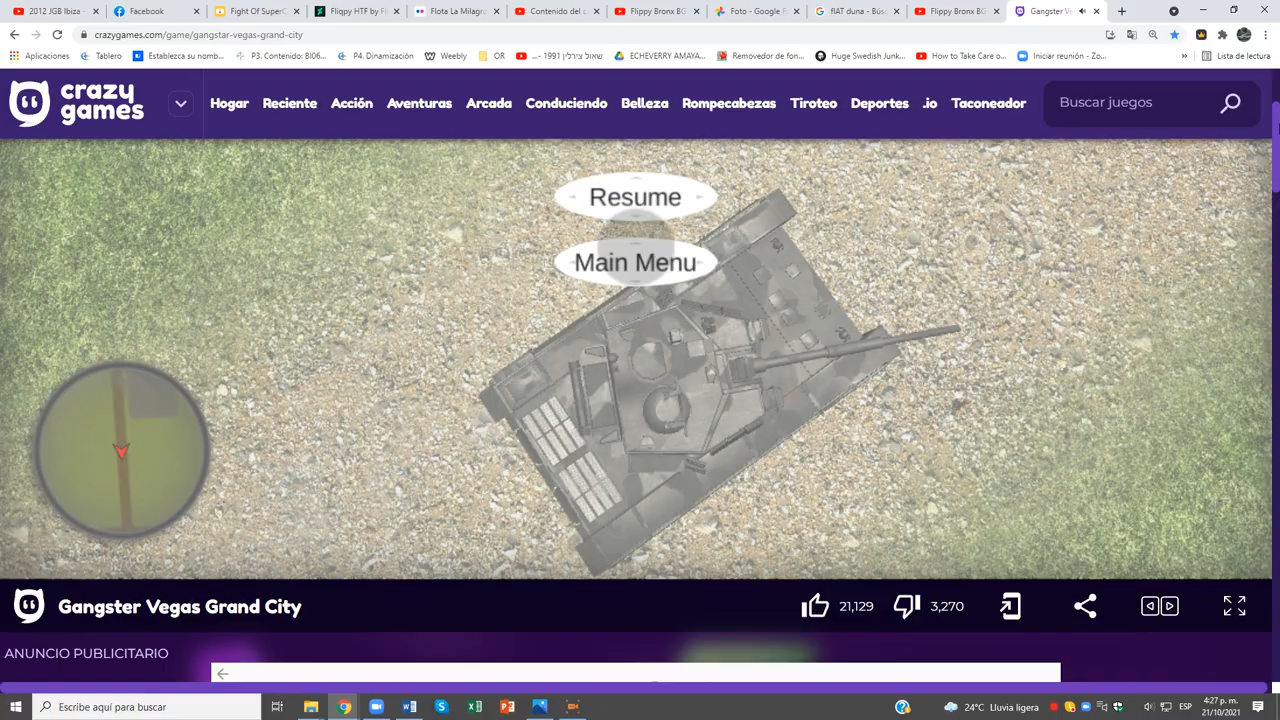 2012 JGB Ibiza
Facebook
Fight Of SuperC
Fliqpy HTF by F
Flota La Milagro
Contenido del c
Flippy Bronx BG
Foto - Google F
fIAT duna - Bús
Flippy Bronx BG
Gangster Ve
crazygames.com/game/gangstar-vegas-grand-city
Aplicaciones
Tablero
Establezca su nomb...
P3. Contenido: BI06...
P4. Dinamización
Weebly
OR
שאול צירלין 1991 -...
ECHEVERRY AMAYA...
Removedor de fon...
Huge Swedish Junk...
How to Take Care o...
Iniciar reunión - Zo...
»
Lista de lectura
crazy games
Hogar Reciente Acción Aventuras Arcada Conduciendo Belleza Rompecabezas Tiroteo Deportes .io Taconeador
Buscar juegos
Resume
Main Menu
Gangster Vegas Grand City
21,129
3,270
ANUNCIO PUBLICITARIO
Escribe aquí para buscar
24°C Lluvia ligera
ESP
4:27 p. m.
21/10/2021